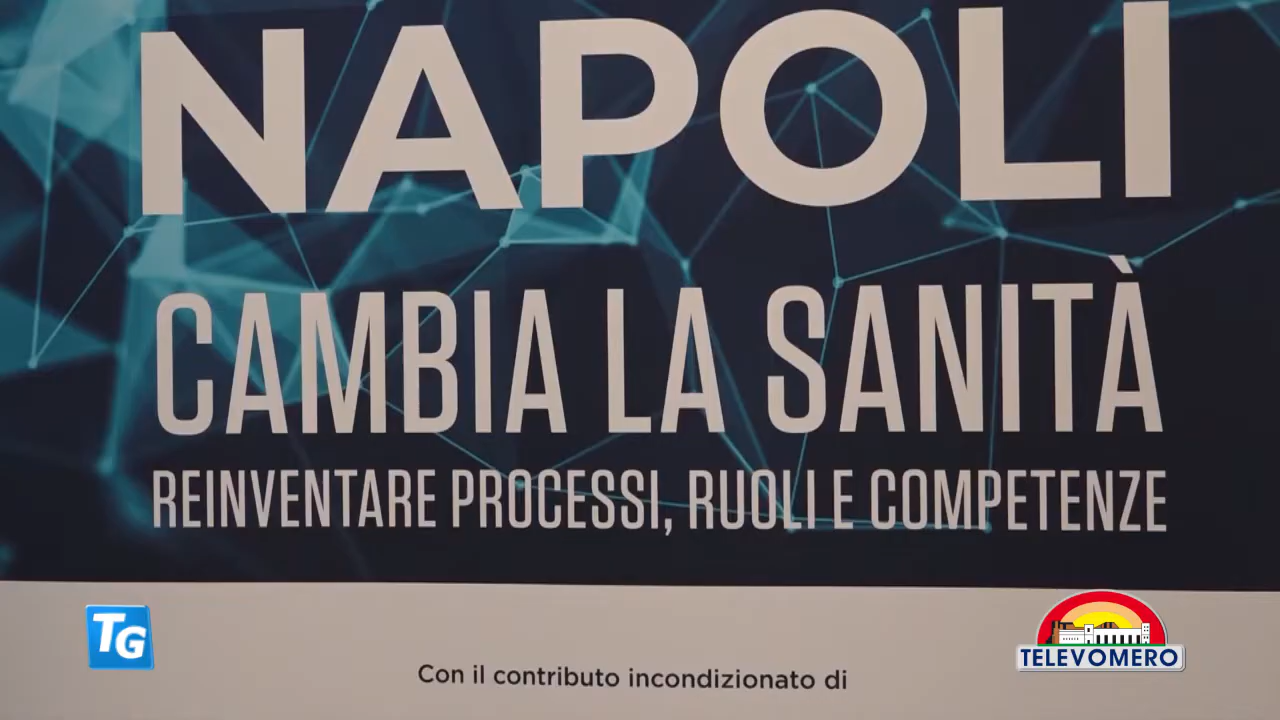 NAPOLI
CAMBIA LA SANITÀ
REINVENTARE PROCESSI, RUOLI E COMPETENZE
TG
TELEVOMERO
Con il contributo incondizionato di